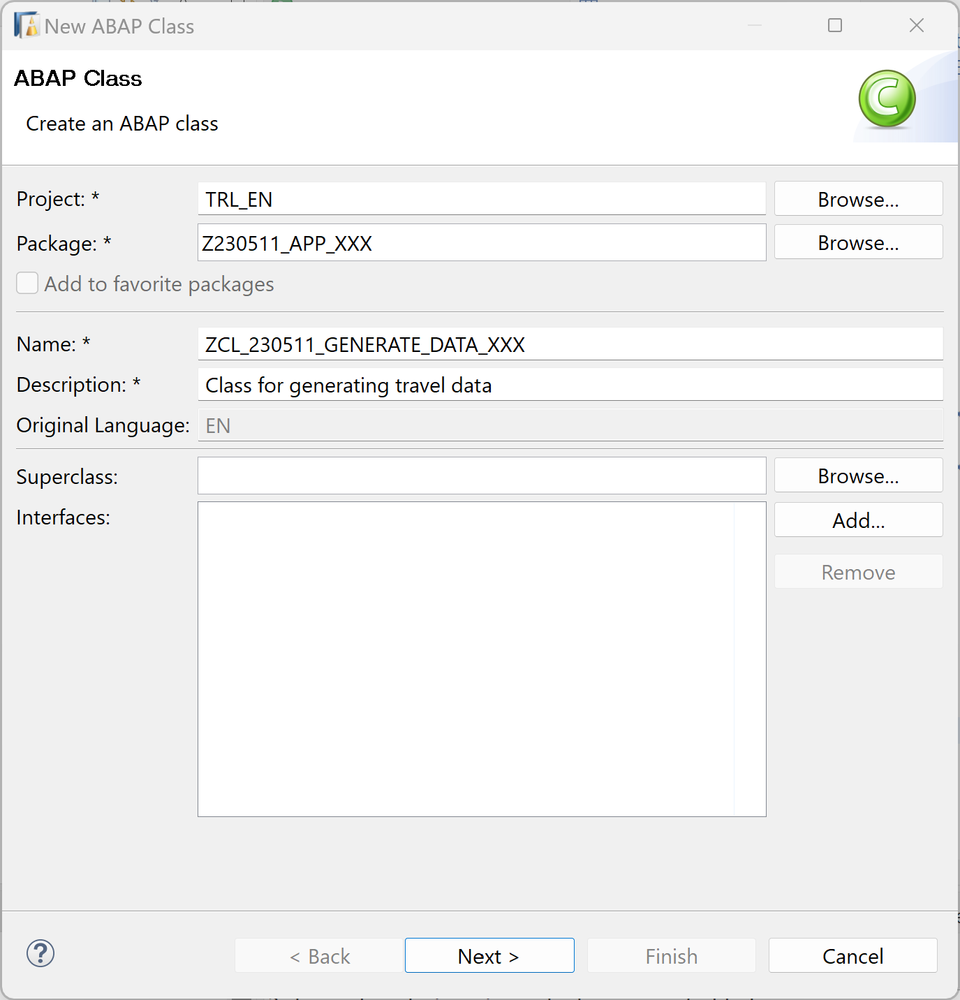 New ABAP Class
ABAP Class
Create an ABAP class
Project: * TRL_EN Browse...
Package: * Z230511_APP_XXX Browse...
Add to favorite packages
Name: * ZCL_230511_GENERATE_DATA_XXX
Description: * Class for generating travel data
Original Language: EN
Superclass: Browse...
Interfaces: Add...
Remove
< Back Next > Finish Cancel